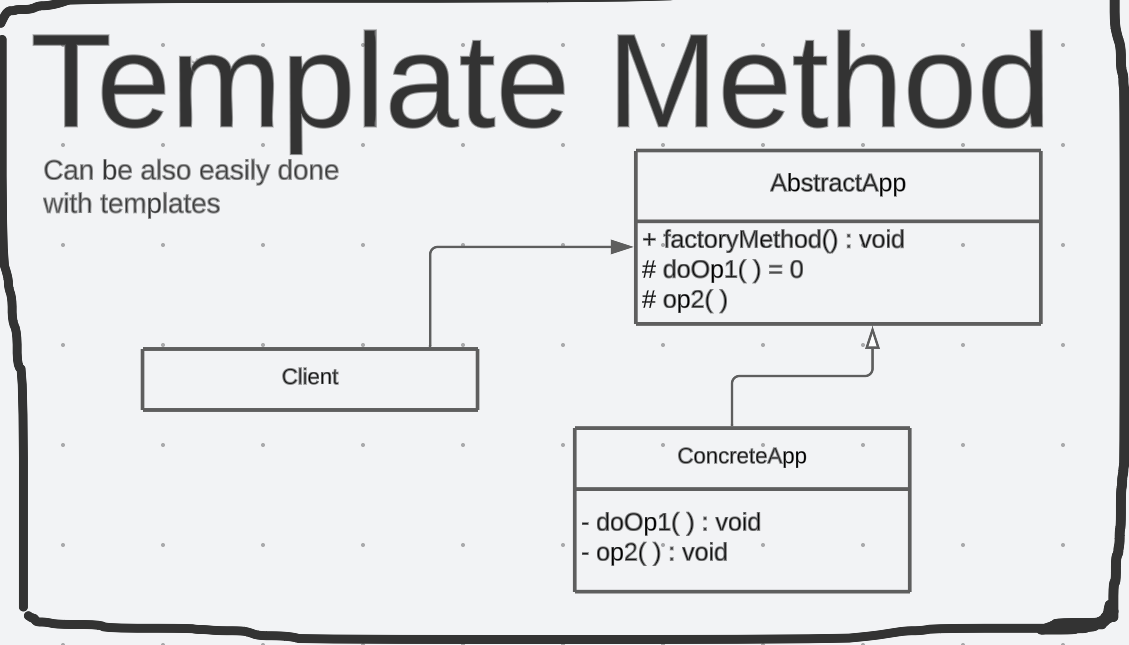 Template Method
Can be also easily done
with templates
AbstractApp
+ factoryMethod() : void
# doOp1( ) = 0
# op2( )
Client
ConcreteApp
- doOp1( ) : void
- op2( ) : void